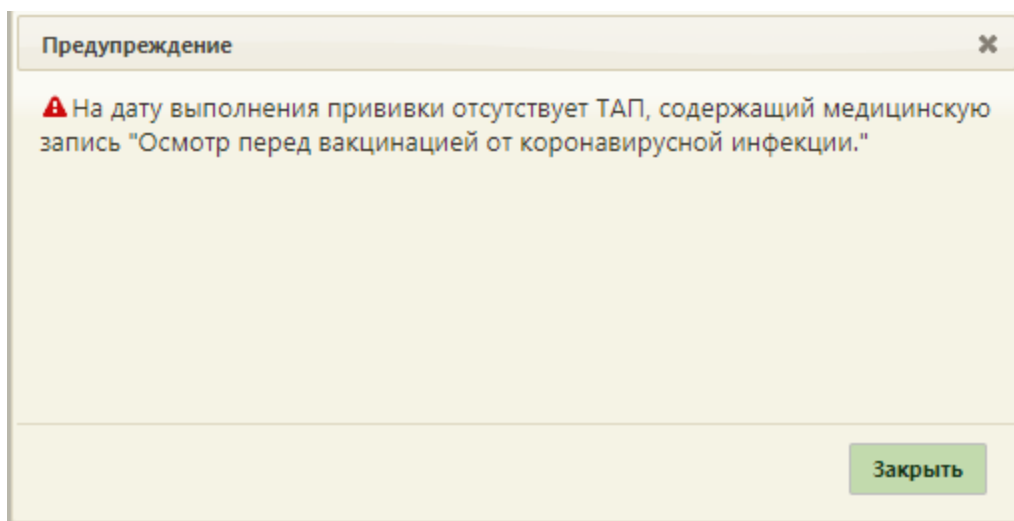 Предупреждение
На дату выполнения прививки отсутствует ТАП, содержащий медицинскую
запись "Осмотр перед вакцинацией от коронавирусной инфекции."
Закрыть